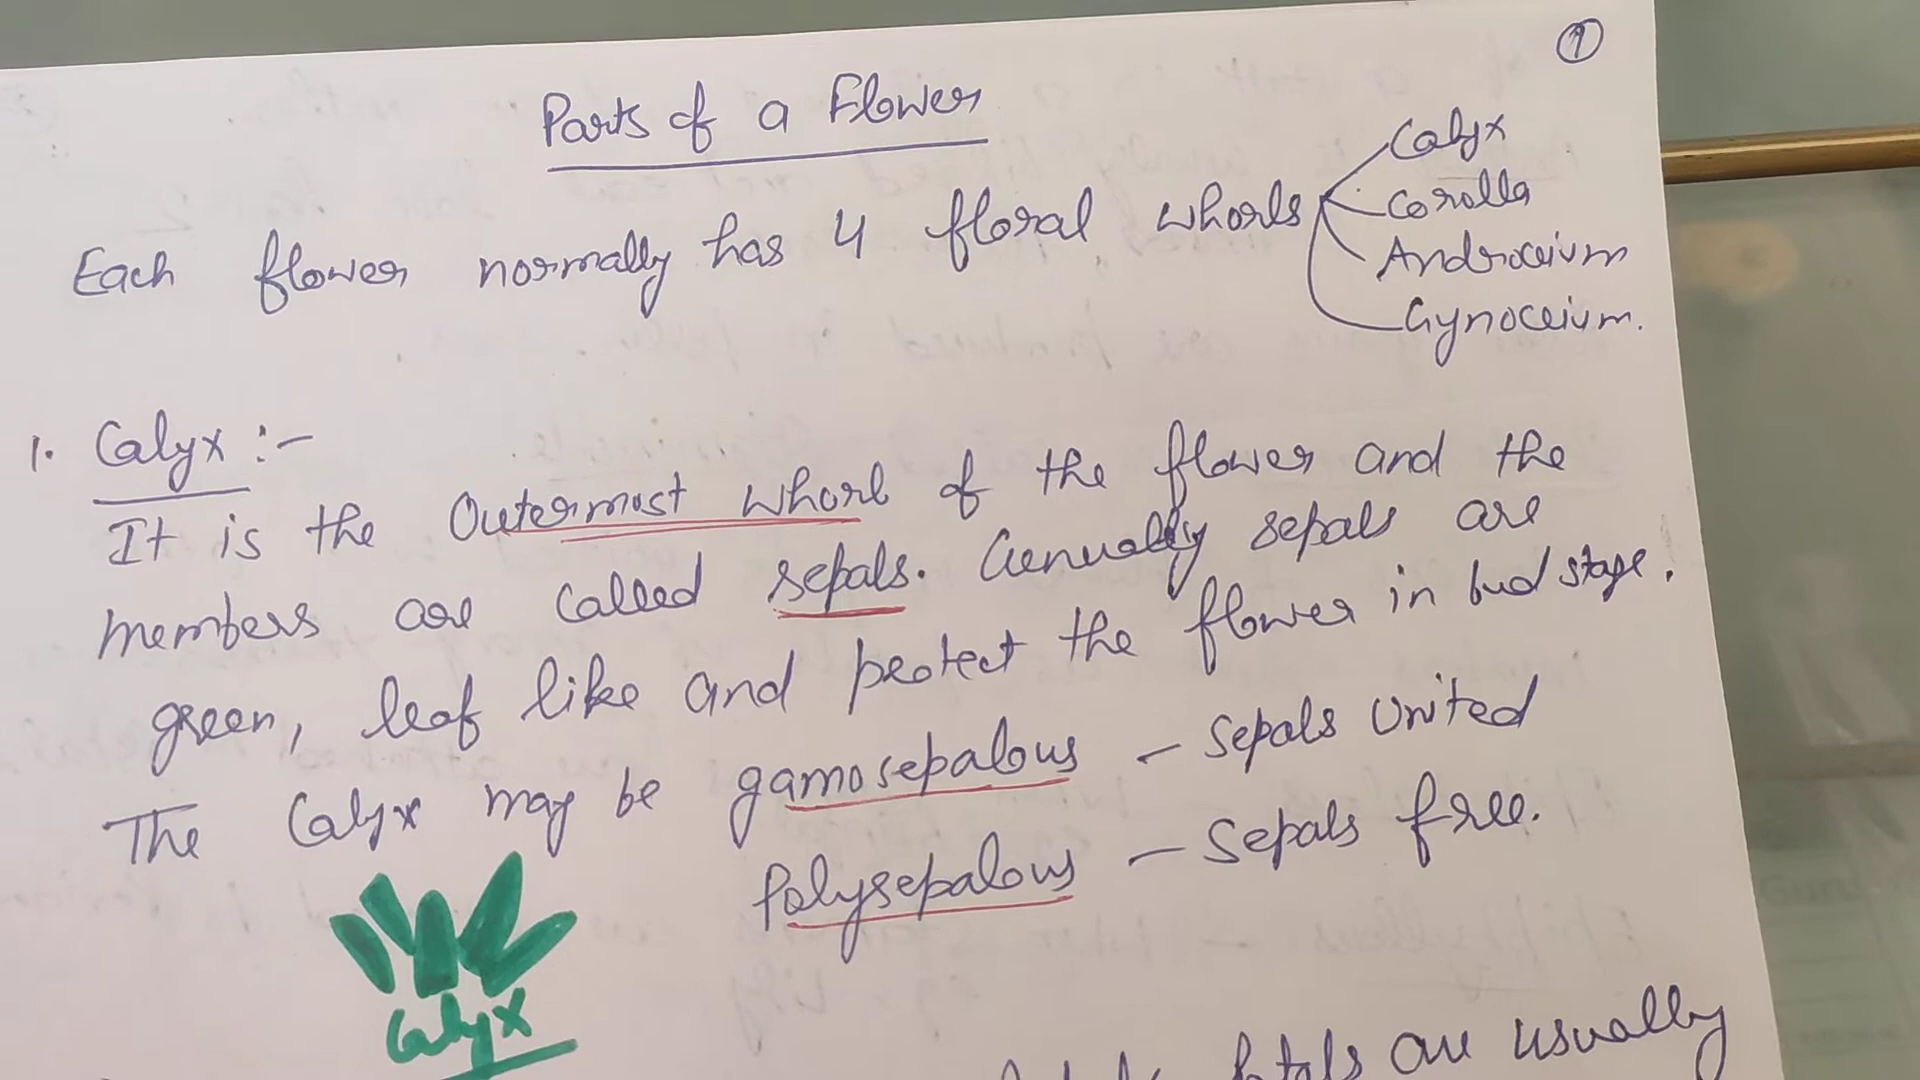 1
Parts of a Flower
Each flower normally has 4 floral whorls
Calyx
Corolla
Androceium
Gynoceium.
1. Calyx :-
It is the Outermost whorl of the flower and the
members are called sepals. Generally sepals are
green, leaf like and protect the flower in bud stage.
The Calyx may be gamosepalous - Sepals United
Polysepalous - Sepals free.
Calyx
Petals are usually